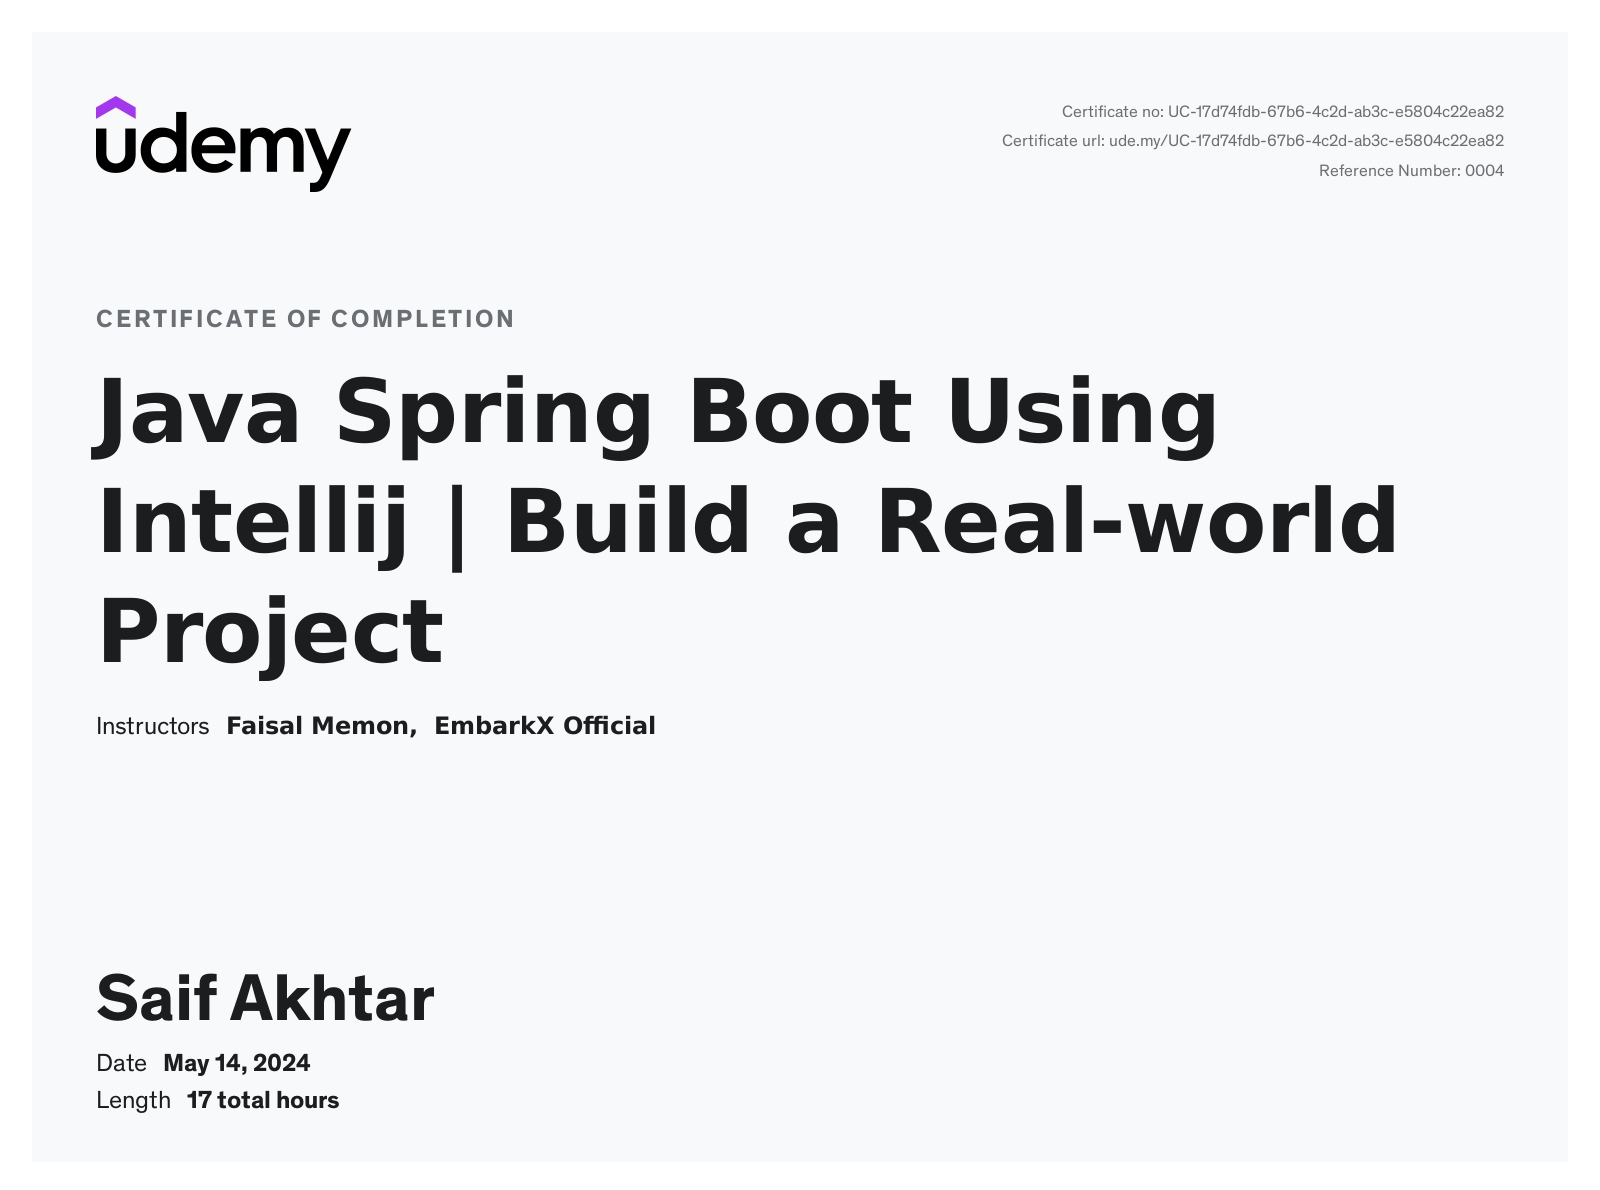 udemy
Certificate no: UC-17d74fdb-67b6-4c2d-ab3c-e5804c22ea82
Certificate url: ude.my/UC-17d74fdb-67b6-4c2d-ab3c-e5804c22ea82
Reference Number: 0004
CERTIFICATE OF COMPLETION
Java Spring Boot Using
Intellij | Build a Real-world
Project
Instructors Faisal Memon, EmbarkX Official
Saif Akhtar
Date May 14, 2024
Length 17 total hours